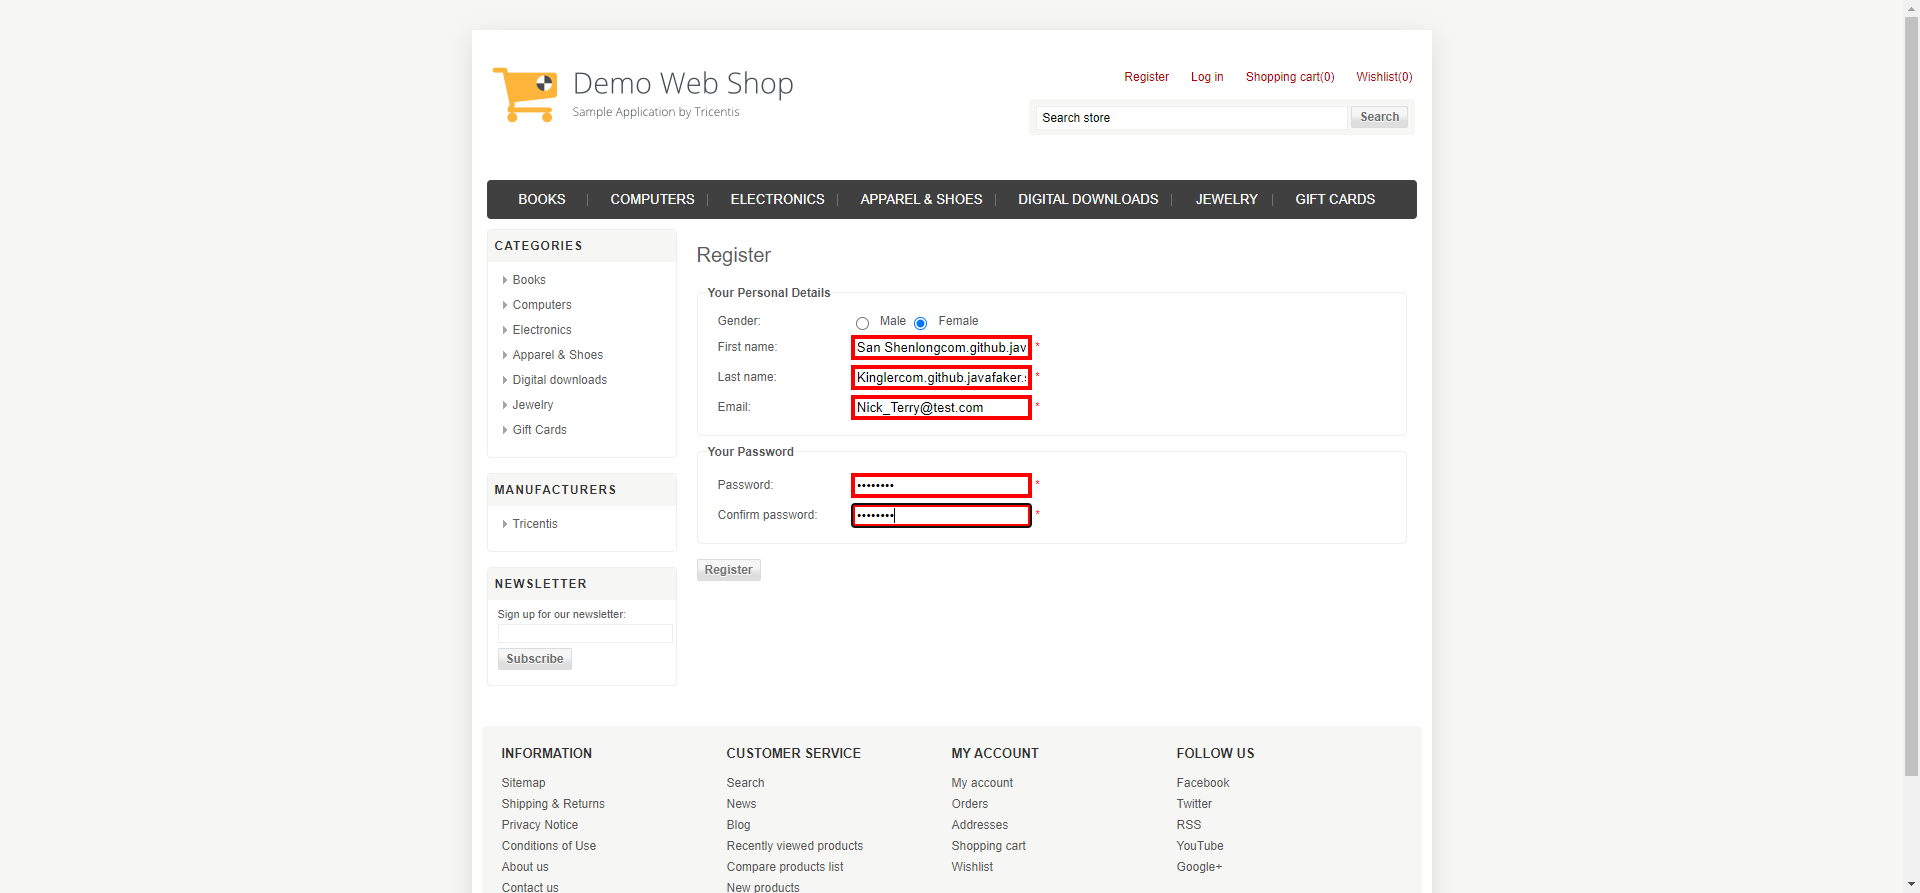 Demo Web Shop
Sample Application by Tricentis
Register
Log in
Shopping cart(0)
Wishlist(0)
Search store
Search
BOOKS
COMPUTERS
ELECTRONICS
APPAREL & SHOES
DIGITAL DOWNLOADS
JEWELRY
GIFT CARDS
CATEGORIES
Books
Computers
Electronics
Apparel & Shoes
Digital downloads
Jewelry
Gift Cards
MANUFACTURERS
Tricentis
NEWSLETTER
Sign up for our newsletter:
Subscribe
Register
Your Personal Details
Gender: Male Female
First name: San Shenlongcom.github.jav *
Last name: Kinglercom.github.javafaker. *
Email: Nick_Terry@test.com *
Your Password
Password: •••••••• *
Confirm password: •••••••• *
Register
INFORMATION
Sitemap
Shipping & Returns
Privacy Notice
Conditions of Use
About us
Contact us
CUSTOMER SERVICE
Search
News
Blog
Recently viewed products
Compare products list
New products
MY ACCOUNT
My account
Orders
Addresses
Shopping cart
Wishlist
FOLLOW US
Facebook
Twitter
RSS
YouTube
Google+